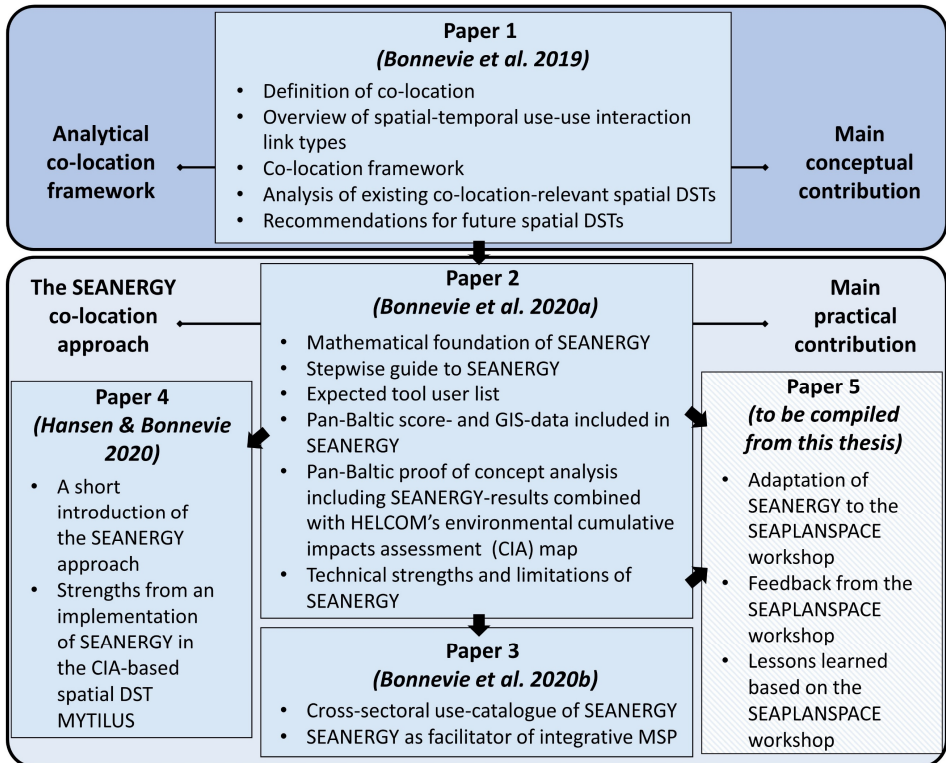 Paper 1
(Bonnevie et al. 2019)
• Definition of co-location
• Overview of spatial-temporal use-use interaction
link types
• Co-location framework
• Analysis of existing co-location-relevant spatial DSTs
• Recommendations for future spatial DSTs
Analytical
co-location
framework
Main
conceptual
contribution
The SEANERGY
co-location
approach
Main
practical
contribution
Paper 2
(Bonnevie et al. 2020a)
• Mathematical foundation of SEANERGY
• Stepwise guide to SEANERGY
• Expected tool user list
• Pan-Baltic score- and GIS-data included in
SEANERGY
• Pan-Baltic proof of concept analysis
including SEANERGY-results combined
with HELCOM's environmental cumulative
impacts assessment (CIA) map
• Technical strengths and limitations of
SEANERGY
Paper 4
(Hansen & Bonnevie
2020)
• A short
introduction of
the SEANERGY
approach
• Strengths from an
implementation
of SEANERGY in
the CIA-based
spatial DST
MYTILUS
Paper 5
(to be compiled
from this thesis)
• Adaptation of
SEANERGY to the
SEAPLANSPACE
workshop
• Feedback from the
SEAPLANSPACE
workshop
• Lessons learned
based on the
SEAPLANSPACE
workshop
Paper 3
(Bonnevie et al. 2020b)
• Cross-sectoral use-catalogue of SEANERGY
• SEANERGY as facilitator of integrative MSP